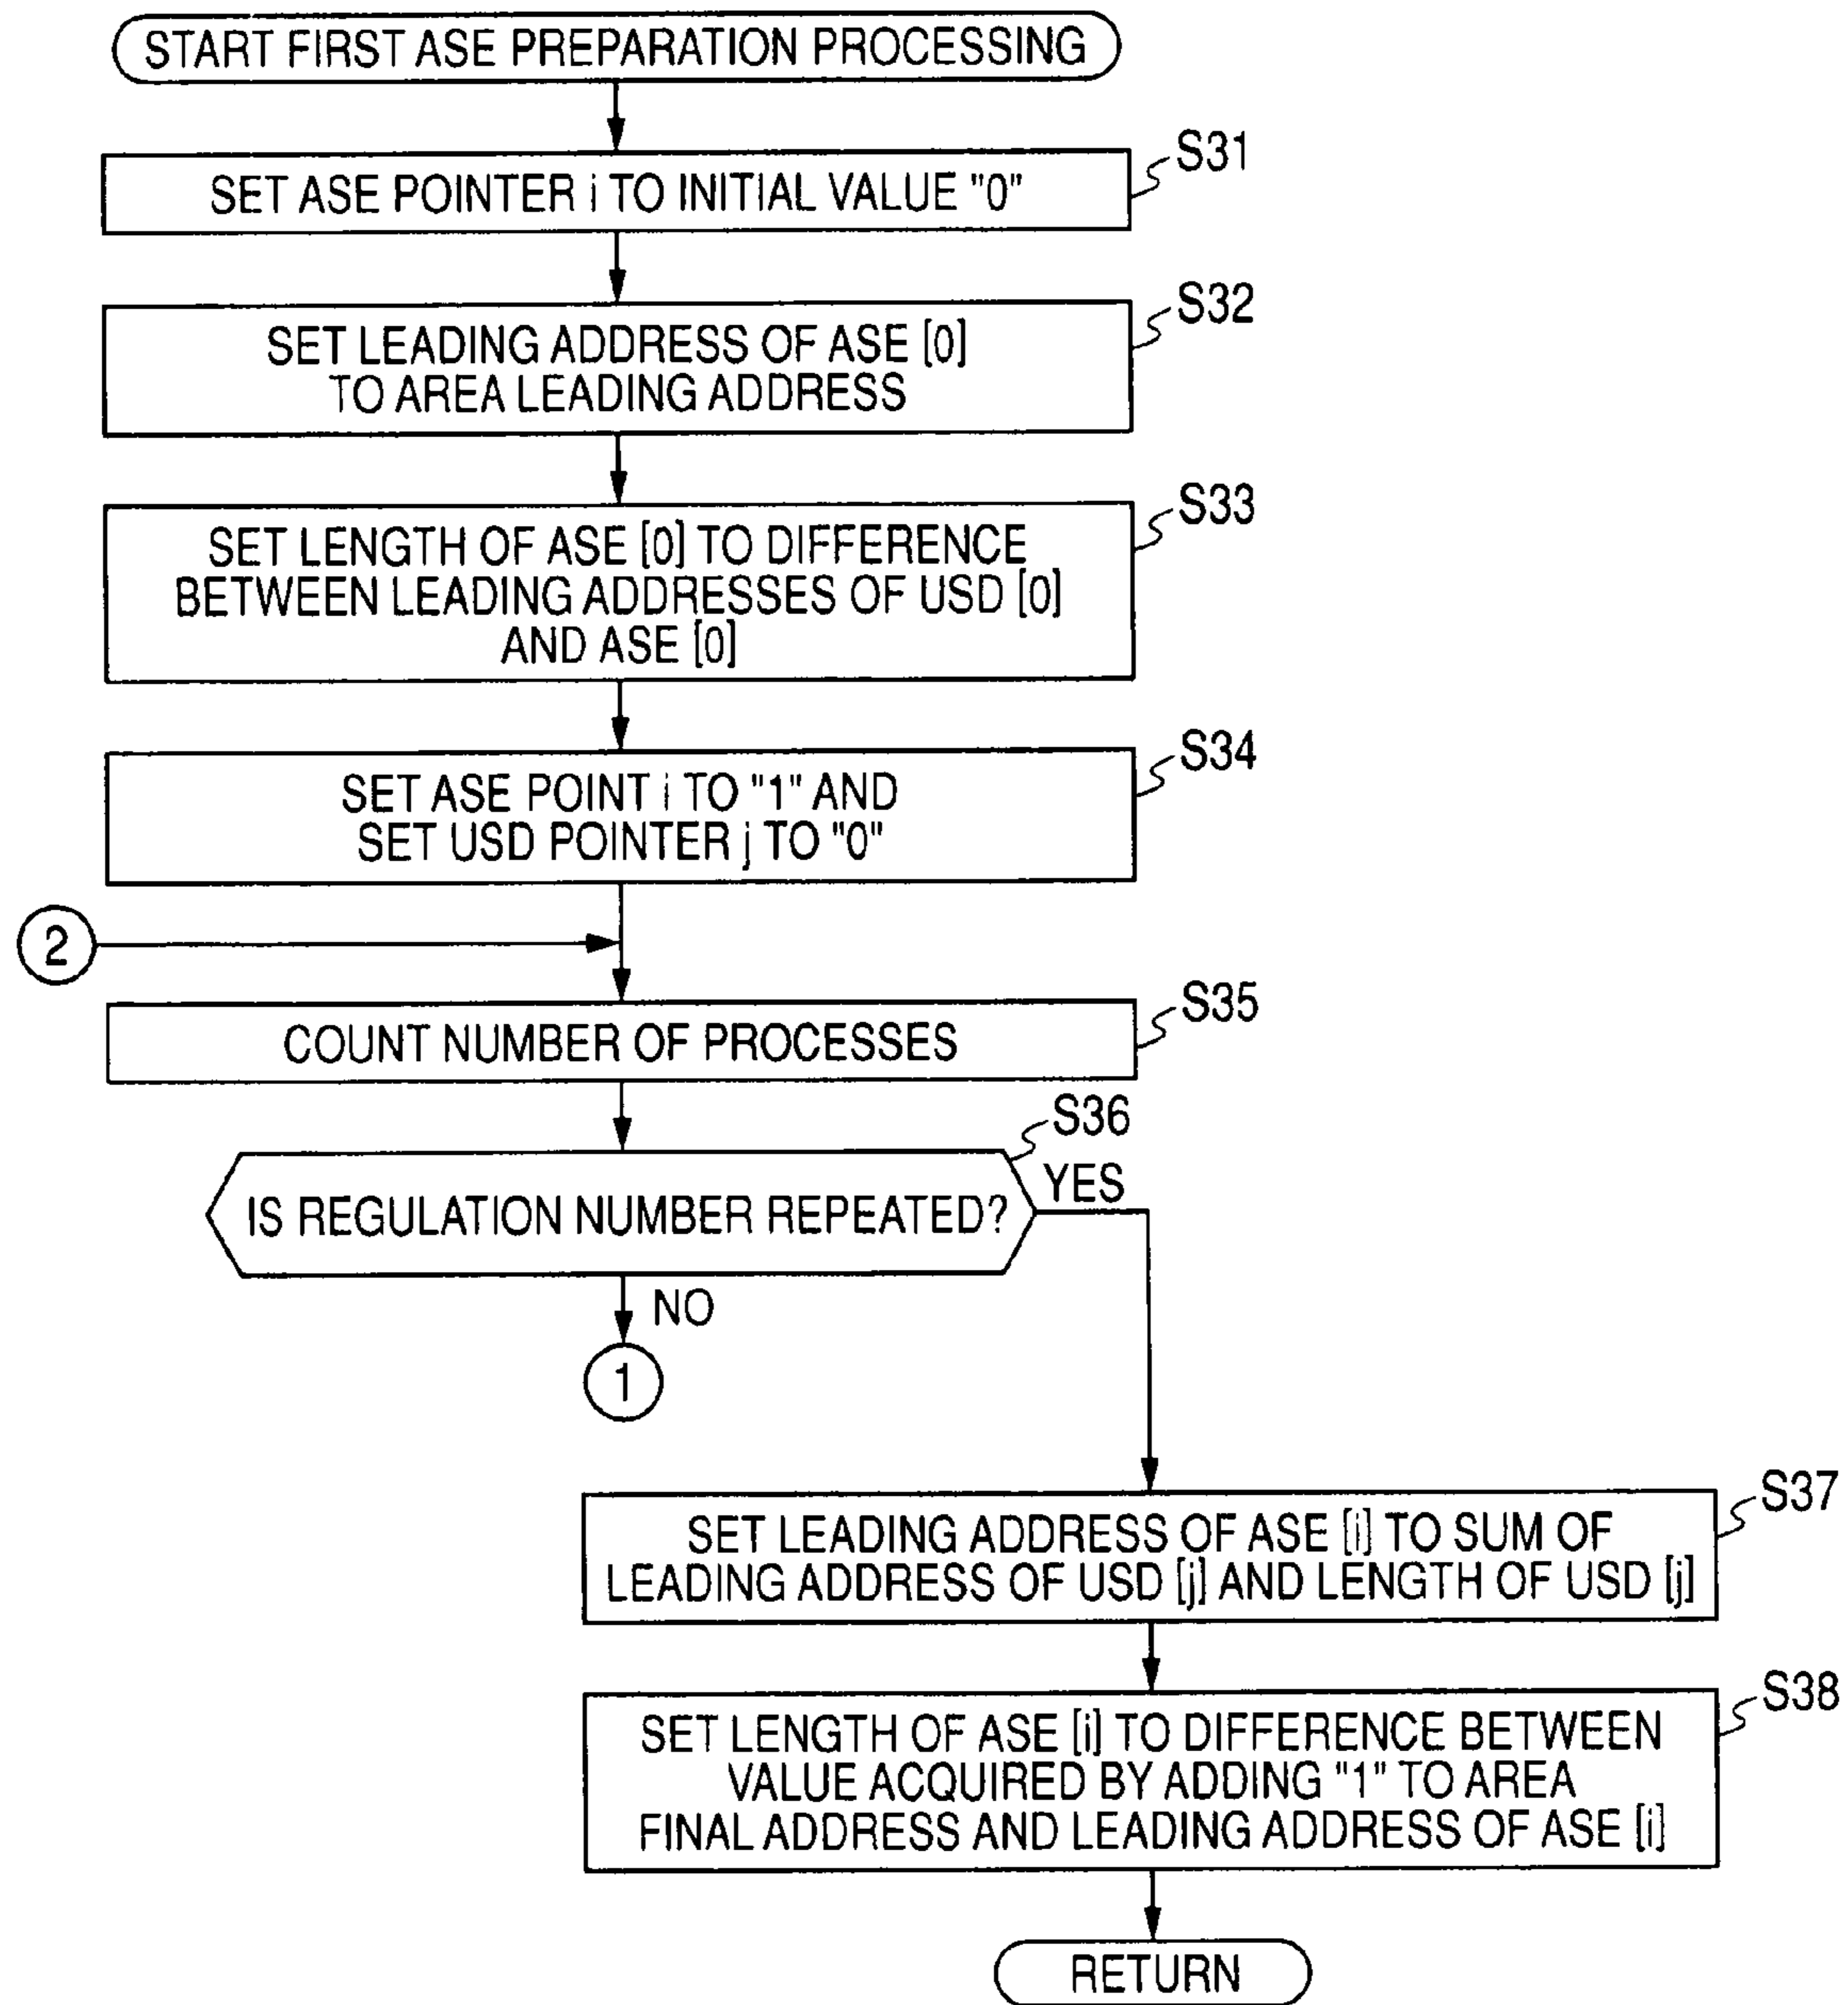 START FIRST ASE PREPARATION PROCESSING
S31
SET ASE POINTER i TO INITIAL VALUE "0"
S32
SET LEADING ADDRESS OF ASE [0]
TO AREA LEADING ADDRESS
S33
SET LENGTH OF ASE [0] TO DIFFERENCE
BETWEEN LEADING ADDRESSES OF USD [0]
AND ASE [0]
S34
SET ASE POINT i TO "1" AND
SET USD POINTER j TO "0"
2
S35
COUNT NUMBER OF PROCESSES
S36
IS REGULATION NUMBER REPEATED?
YES
NO
1
S37
SET LEADING ADDRESS OF ASE [i] TO SUM OF
LEADING ADDRESS OF USD [j] AND LENGTH OF USD [j]
S38
SET LENGTH OF ASE [i] TO DIFFERENCE BETWEEN
VALUE ACQUIRED BY ADDING "1" TO AREA
FINAL ADDRESS AND LEADING ADDRESS OF ASE [i]
RETURN